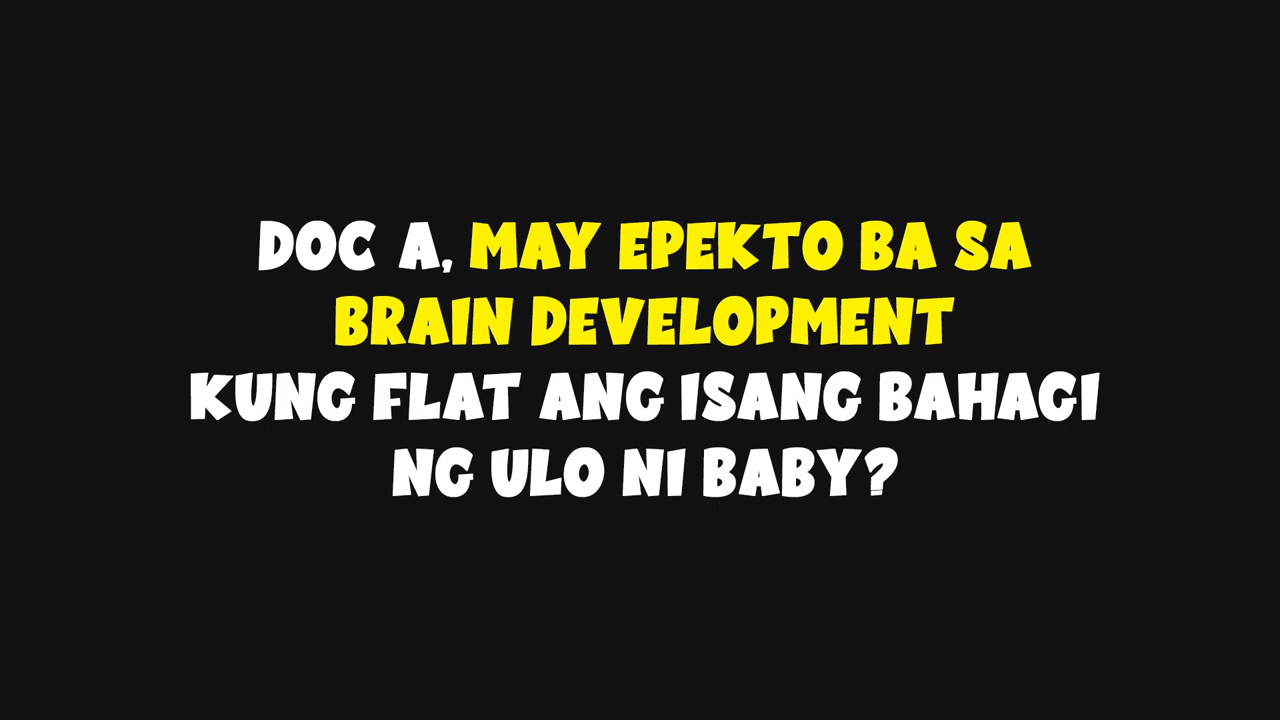 DOC A, MAY EPEKTO BA SA
BRAIN DEVELOPMENT
KUNG FLAT ANG ISANG BAHAGI
NG ULO NI BABY?